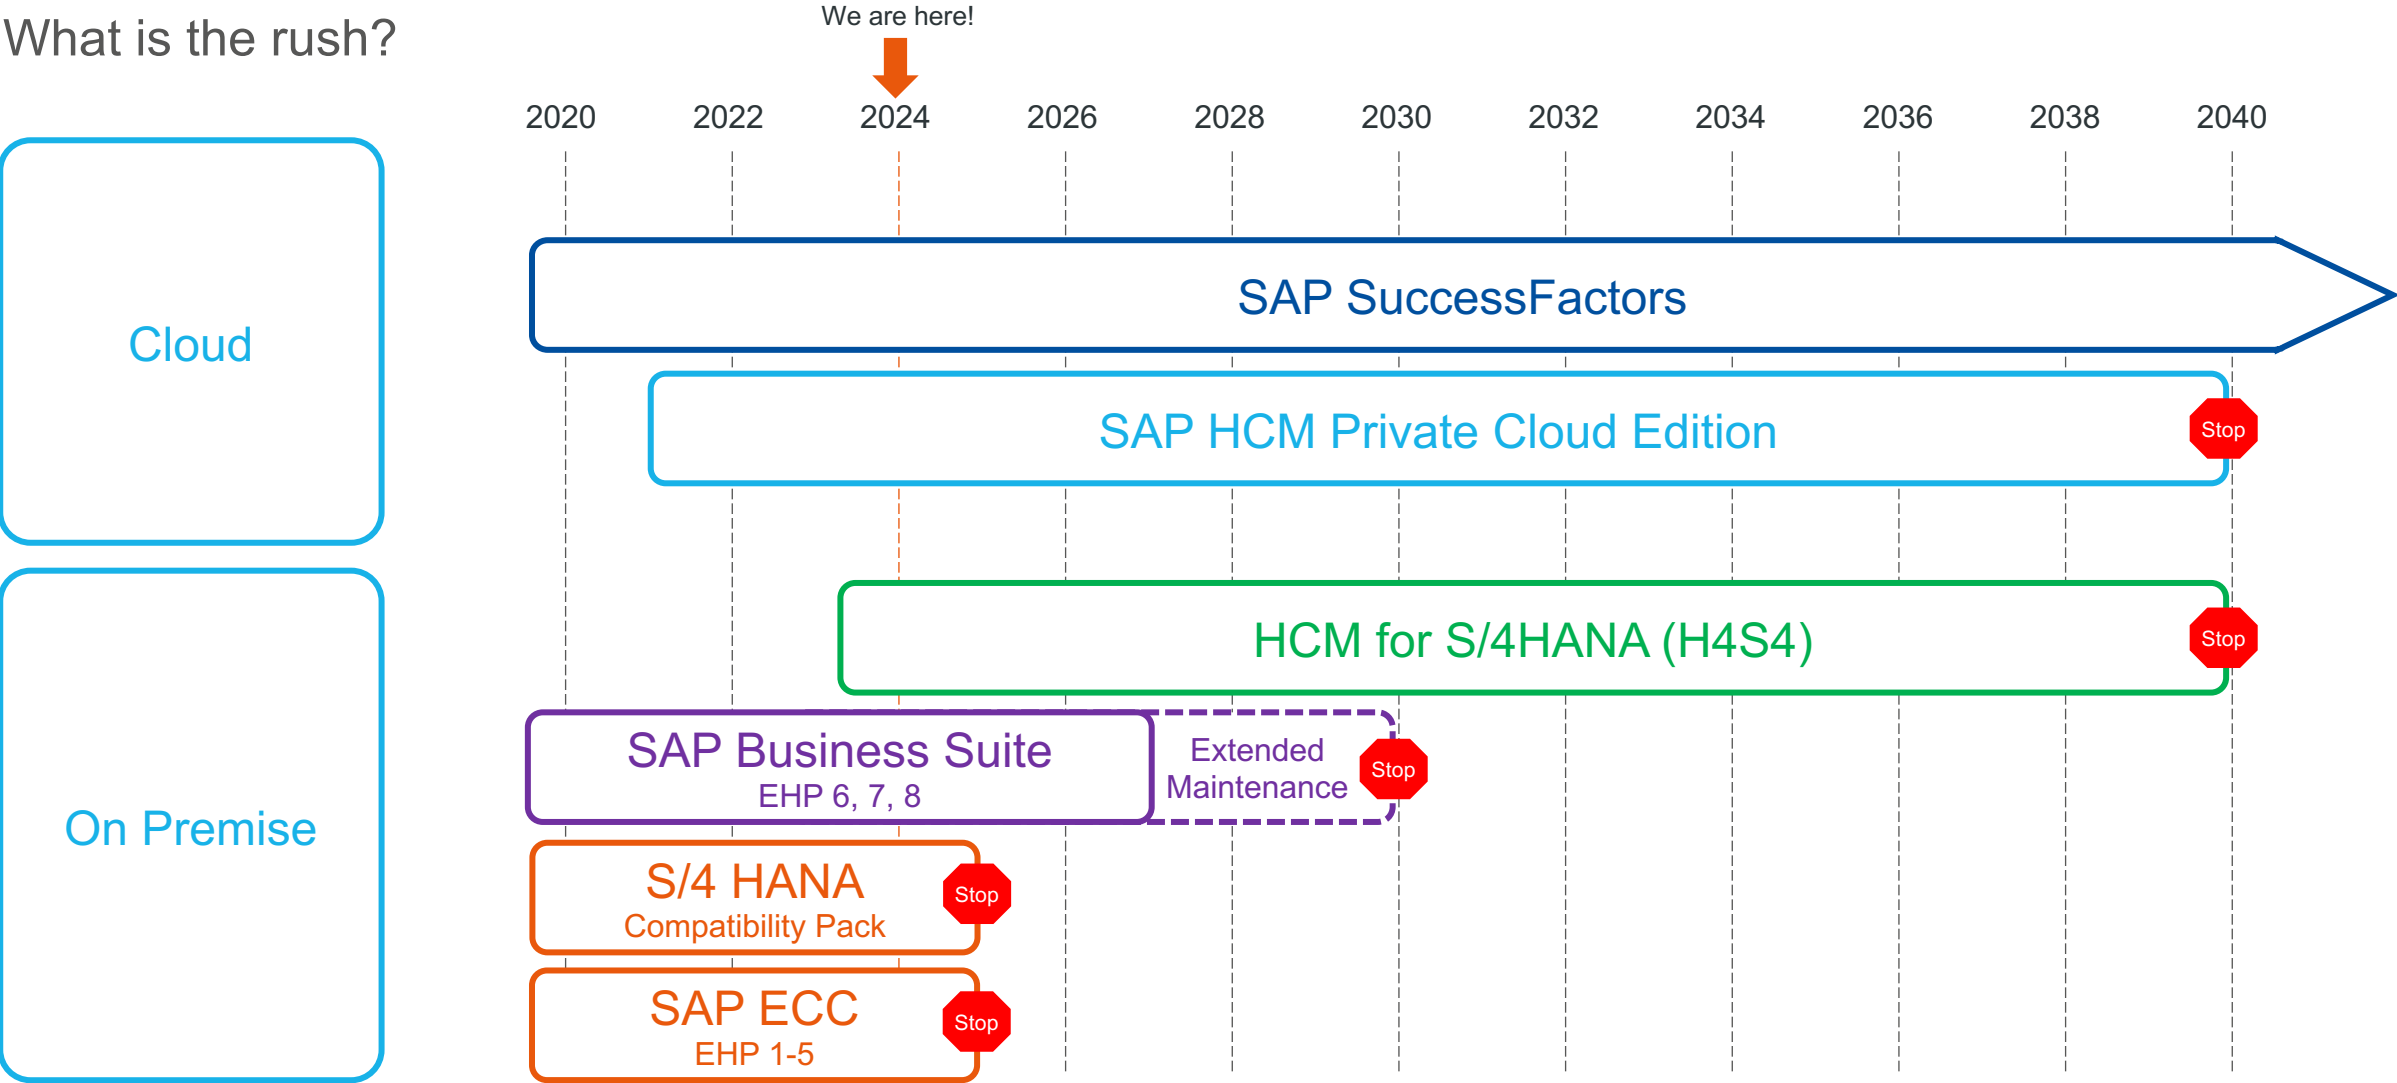 We are here!
What is the rush?
2020 2022 2024 2026 2028 2030 2032 2034 2036 2038 2040
Cloud
SAP SuccessFactors
SAP HCM Private Cloud Edition
Stop
On Premise
HCM for S/4HANA (H4S4)
Stop
SAP Business Suite
EHP 6, 7, 8
Extended
Maintenance
Stop
S/4 HANA
Compatibility Pack
Stop
SAP ECC
EHP 1-5
Stop